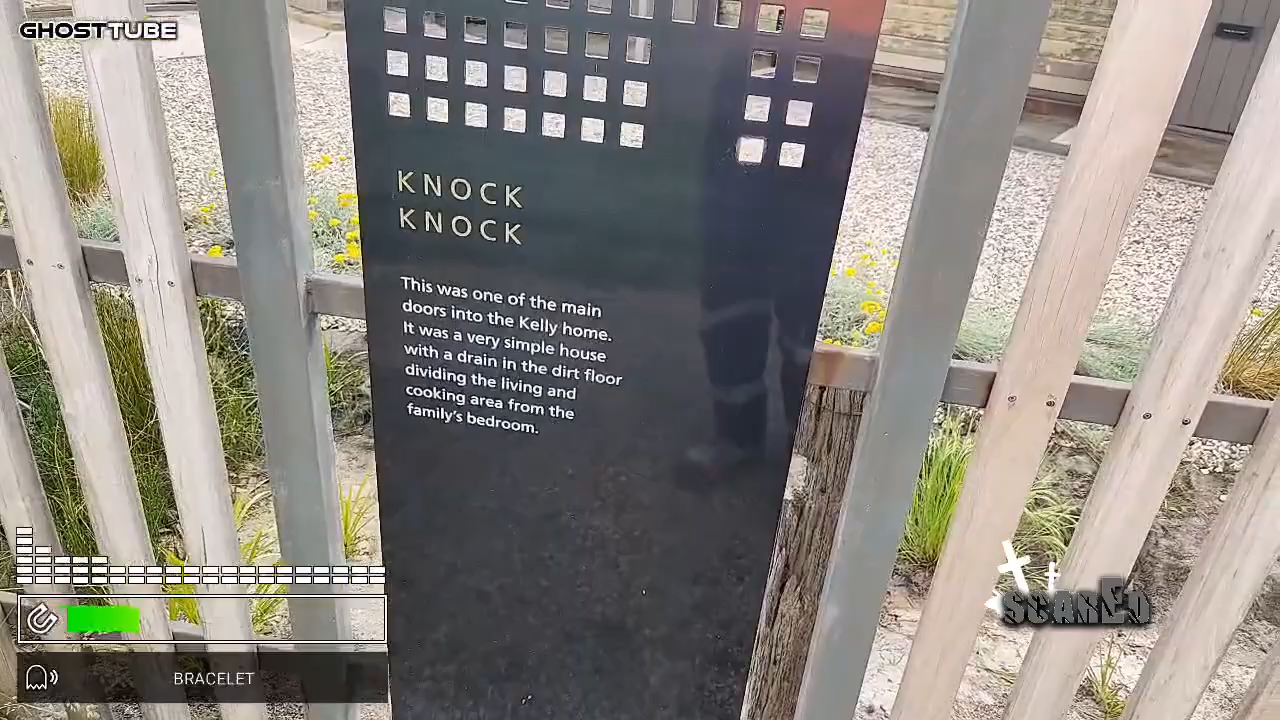 GHOSTTUBE
KNOCK
KNOCK
This was one of the main
doors into the Kelly home.
It was a very simple house
with a drain in the dirt floor
dividing the living and
cooking area from the
family's bedroom.
SCARED
BRACELET